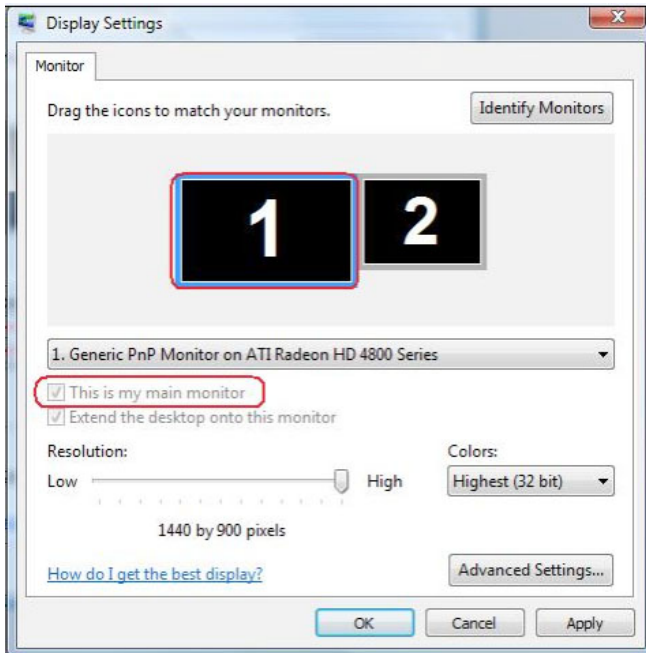 Display Settings
Monitor
Drag the icons to match your monitors.
Identify Monitors
1
2
1. Generic PnP Monitor on ATI Radeon HD 4800 Series
This is my main monitor
Extend the desktop onto this monitor
Resolution:
Colors:
Low
High
Highest (32 bit)
1440 by 900 pixels
How do I get the best display?
Advanced Settings...
OK
Cancel
Apply